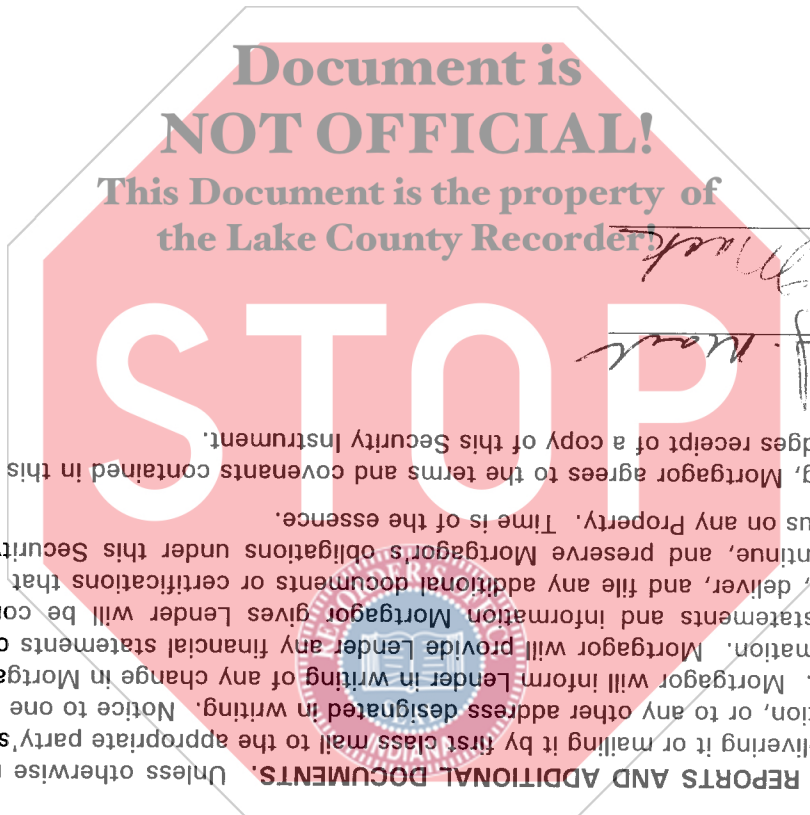 Document is
NOT OFFICIAL!
This Document is the property of
the Lake County Recorder!
STOP
REPORTS AND ADDITIONAL DOCUMENTS. Unless otherwise
livering it or mailing it by first class mail to the appropriate party's
tion, or to any other address designated in writing. Notice to one
. Mortgagor will inform Lender in writing of any change in Mortgag
mation. Mortgagor will provide Lender any financial statements
statements and information Mortgagor gives Lender will be co
, deliver, and file any additional documents or certifications that
ntinue, and preserve Mortgagor's obligations under this Securit
us on any Property. Time is of the essence.
g, Mortgagor agrees to the terms and covenants contained in this
dges receipt of a copy of this Security Instrument.
Mack